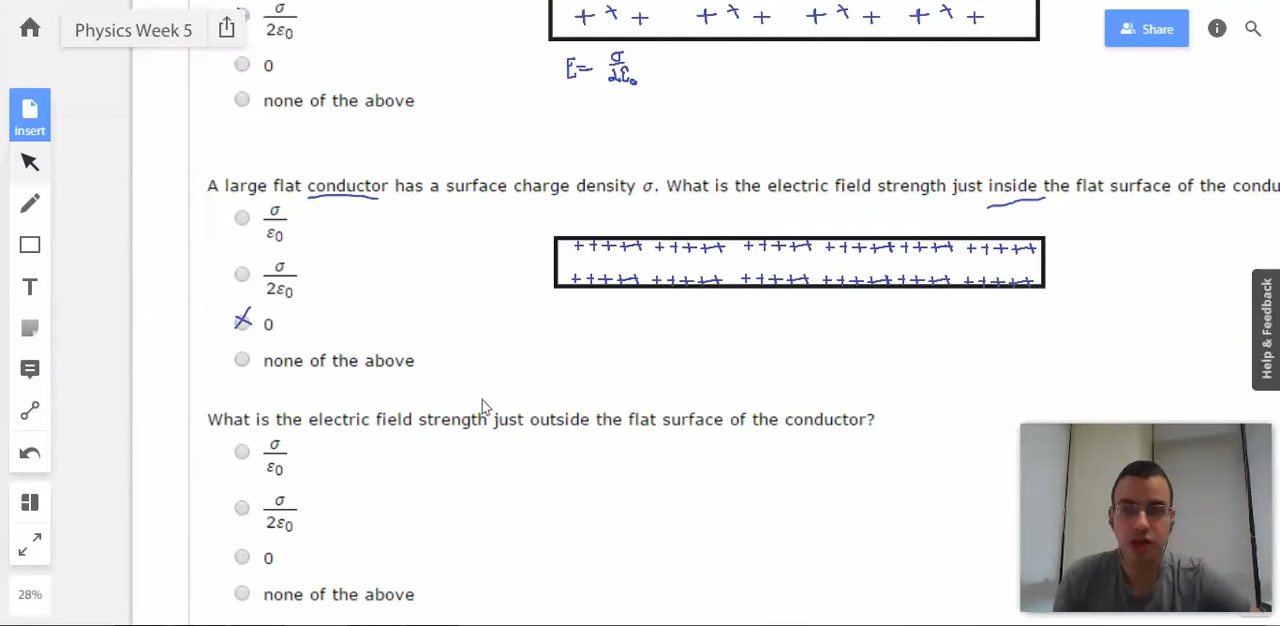 σ
2ε0
0
none of the above
+ + + + + + + + + + + +
E = σ
2ε0
Physics Week 5
Share
insert
T
A large flat conductor has a surface charge density σ. What is the electric field strength just inside the flat surface of the condu
σ
ε0
σ
2ε0
0
none of the above
What is the electric field strength just outside the flat surface of the conductor?
σ
ε0
σ
2ε0
0
none of the above
28%
Help & Feedback